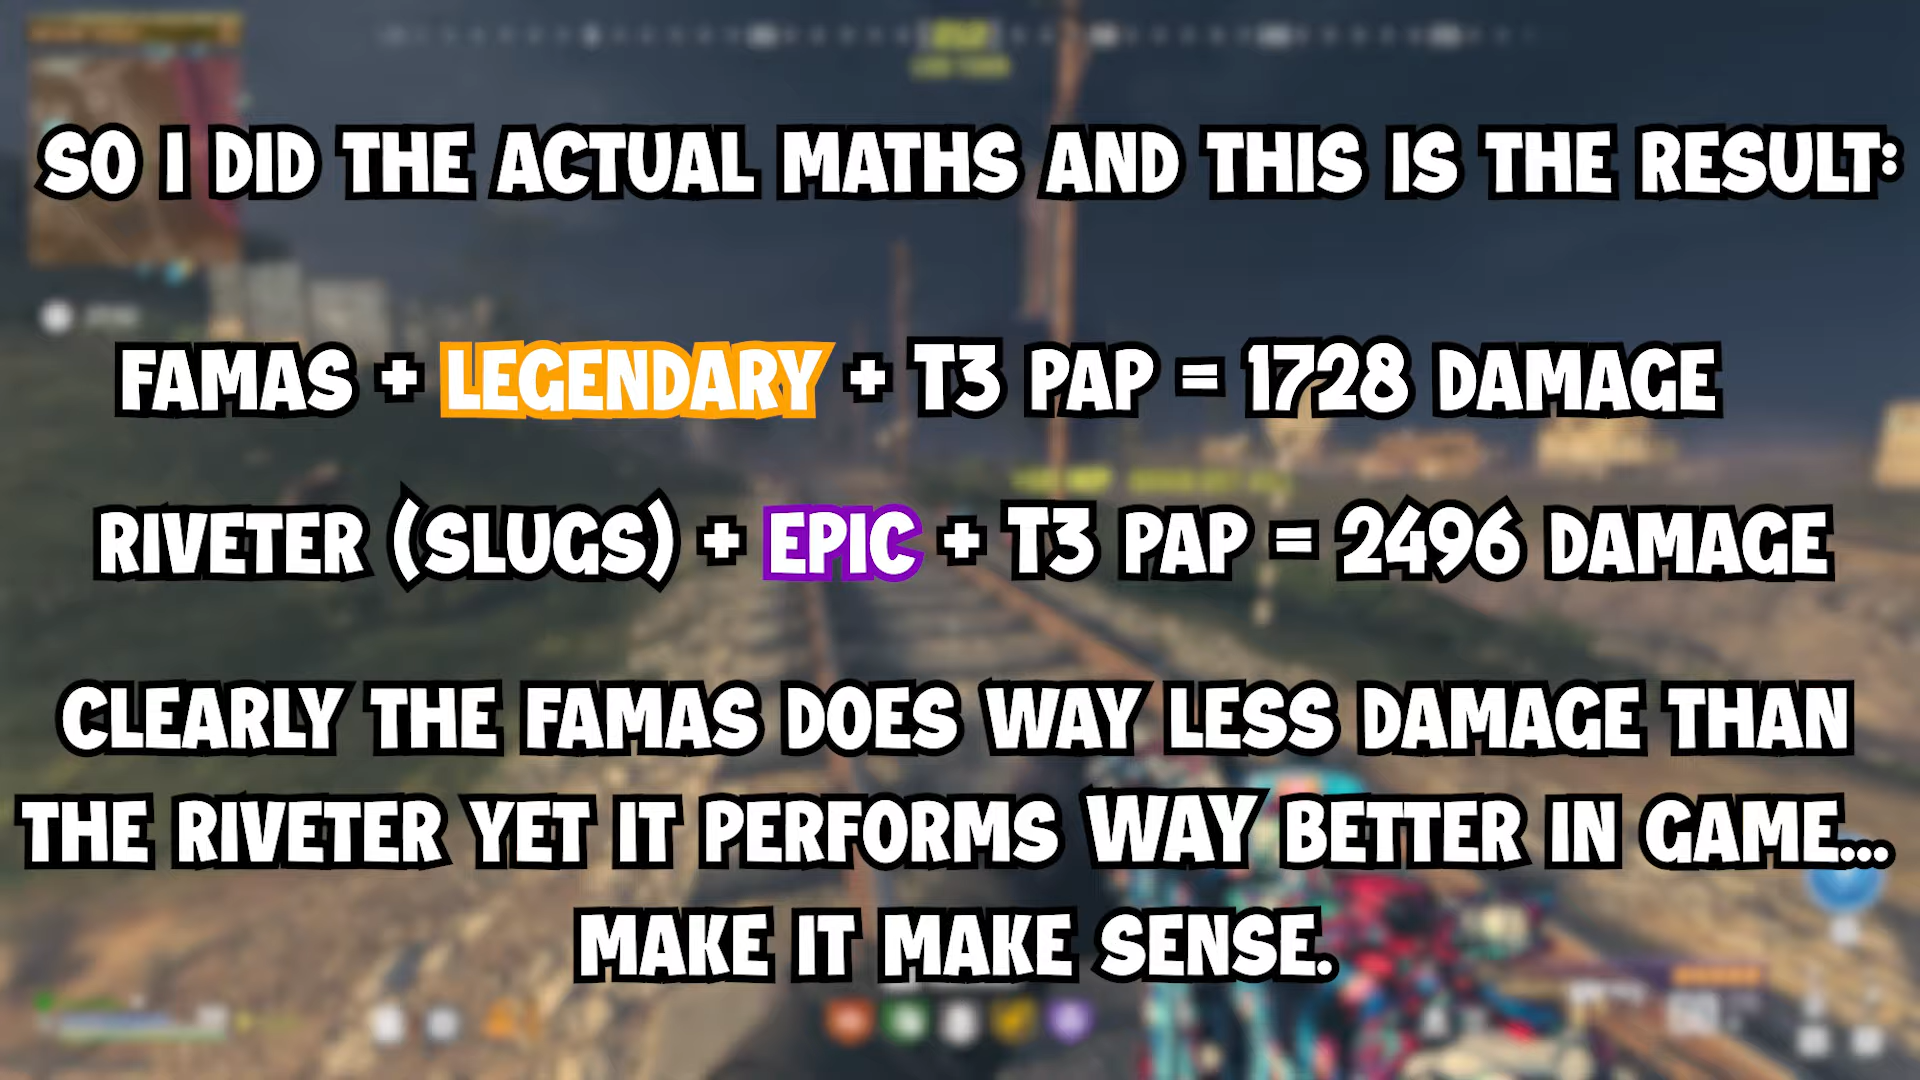 SO I DID THE ACTUAL MATHS AND THIS IS THE RESULT:
FAMAS + LEGENDARY + T3 PAP = 1728 DAMAGE
RIVETER (SLUGS) + EPIC + T3 PAP = 2496 DAMAGE
CLEARLY THE FAMAS DOES WAY LESS DAMAGE THAN
THE RIVETER YET IT PERFORMS WAY BETTER IN GAME...
MAKE IT MAKE SENSE.